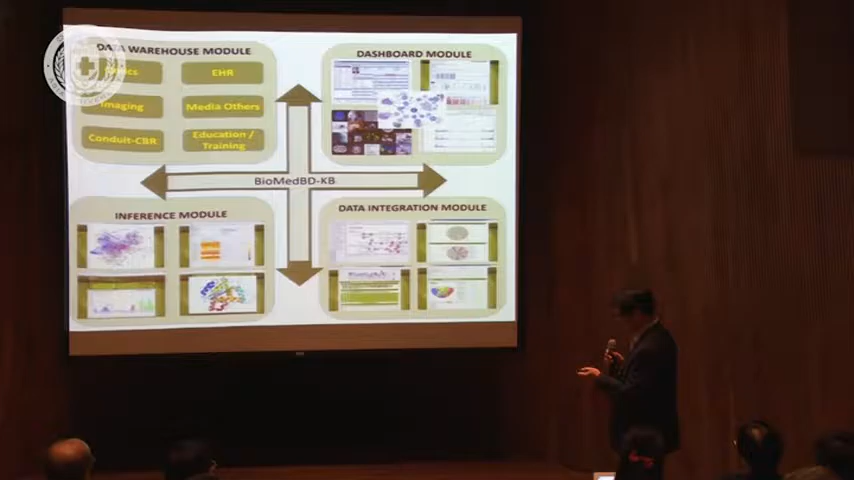 DATA WAREHOUSE MODULE
EHR
Imaging
Media Others
Conduit-CBR
Education /
Training
DASHBOARD MODULE
BioMedBD-KB
INFERENCE MODULE
DATA INTEGRATION MODULE